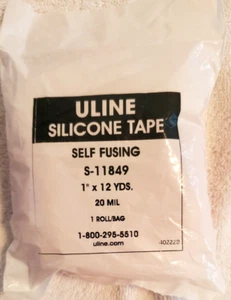 ULINE
SILICONE TAPE
SELF FUSING
S-11849
1" x 12 YDS.
20 MIL
1 ROLL/BAG
1-800-295-5510
uline.com